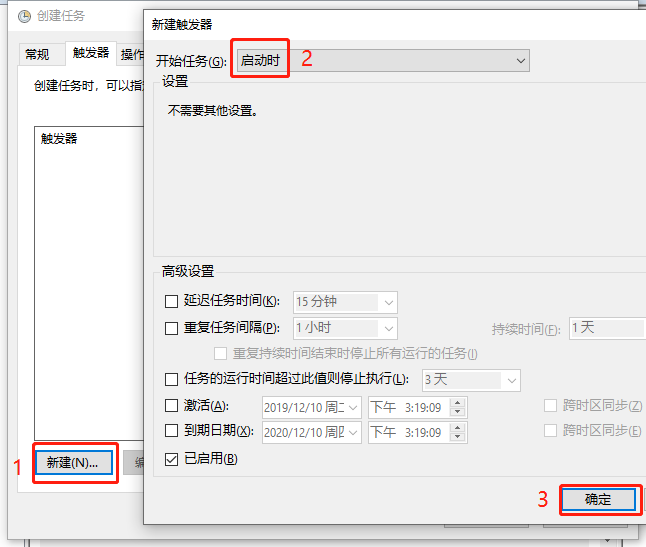 创建任务
常规 触发器 操作
创建任务时，可以指定
触发器
1 新建(N)...
编
新建触发器
开始任务(G): 启动时 2
设置
不需要其他设置。
高级设置
延迟任务时间(K): 15 分钟
重复任务间隔(P): 1 小时 持续时间(F): 1 天
重复持续时间结束时停止所有运行的任务(I)
任务的运行时间超过此值则停止执行(L): 3 天
激活(A): 2019/12/10 周二 下午 3:19:09 跨时区同步(Z)
到期日期(X): 2020/12/10 周四 下午 3:19:09 跨时区同步(E)
已启用(B)
3 确定